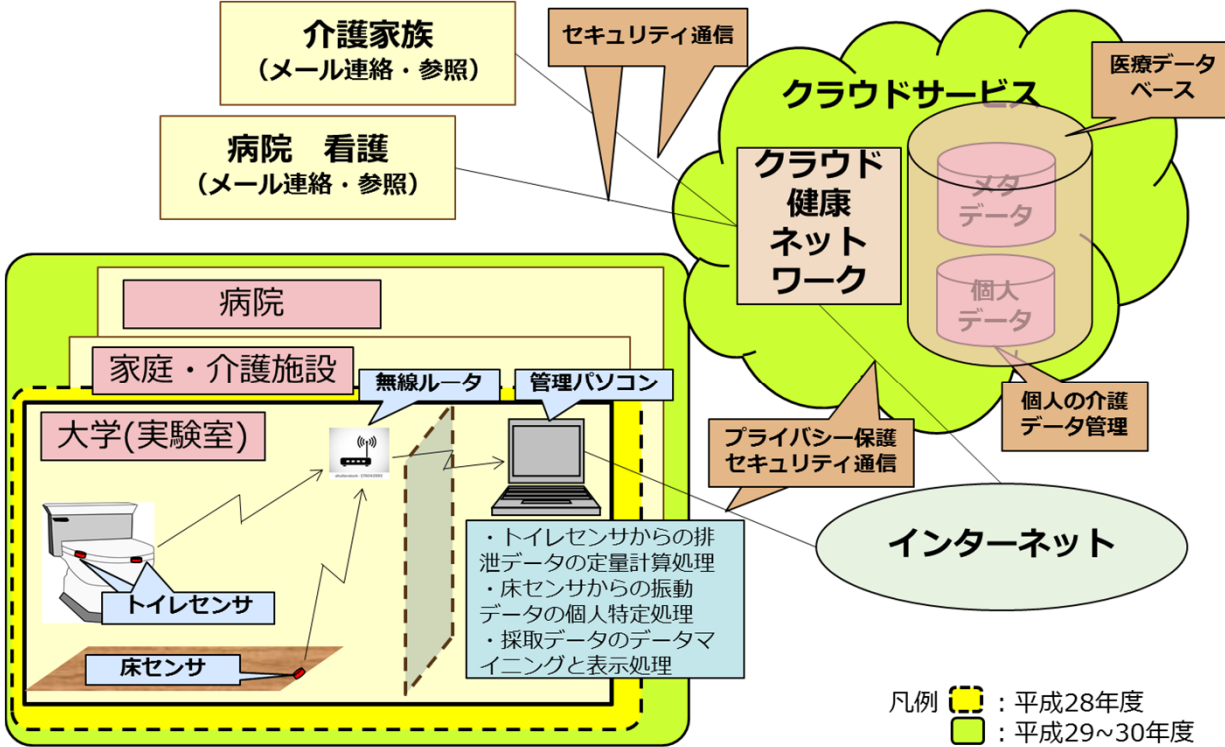 介護家族
（メール連絡・参照）
セキュリティ通信
クラウドサービス
医療データ
ベース
病院　看護
（メール連絡・参照）
クラウド
健康
ネット
ワーク
メタ
データ
個人
データ
病院
家庭・介護施設
無線ルータ
管理パソコン
個人の介護
データ管理
大学(実験室)
プライバシー保護
セキュリティ通信
インターネット
・トイレセンサからの排
泄データの定量計算処理
・床センサからの振動
データの個人特定処理
・採取データのデータマ
イニングと表示処理
トイレセンサ
床センサ
凡例
：平成28年度
：平成29~30年度